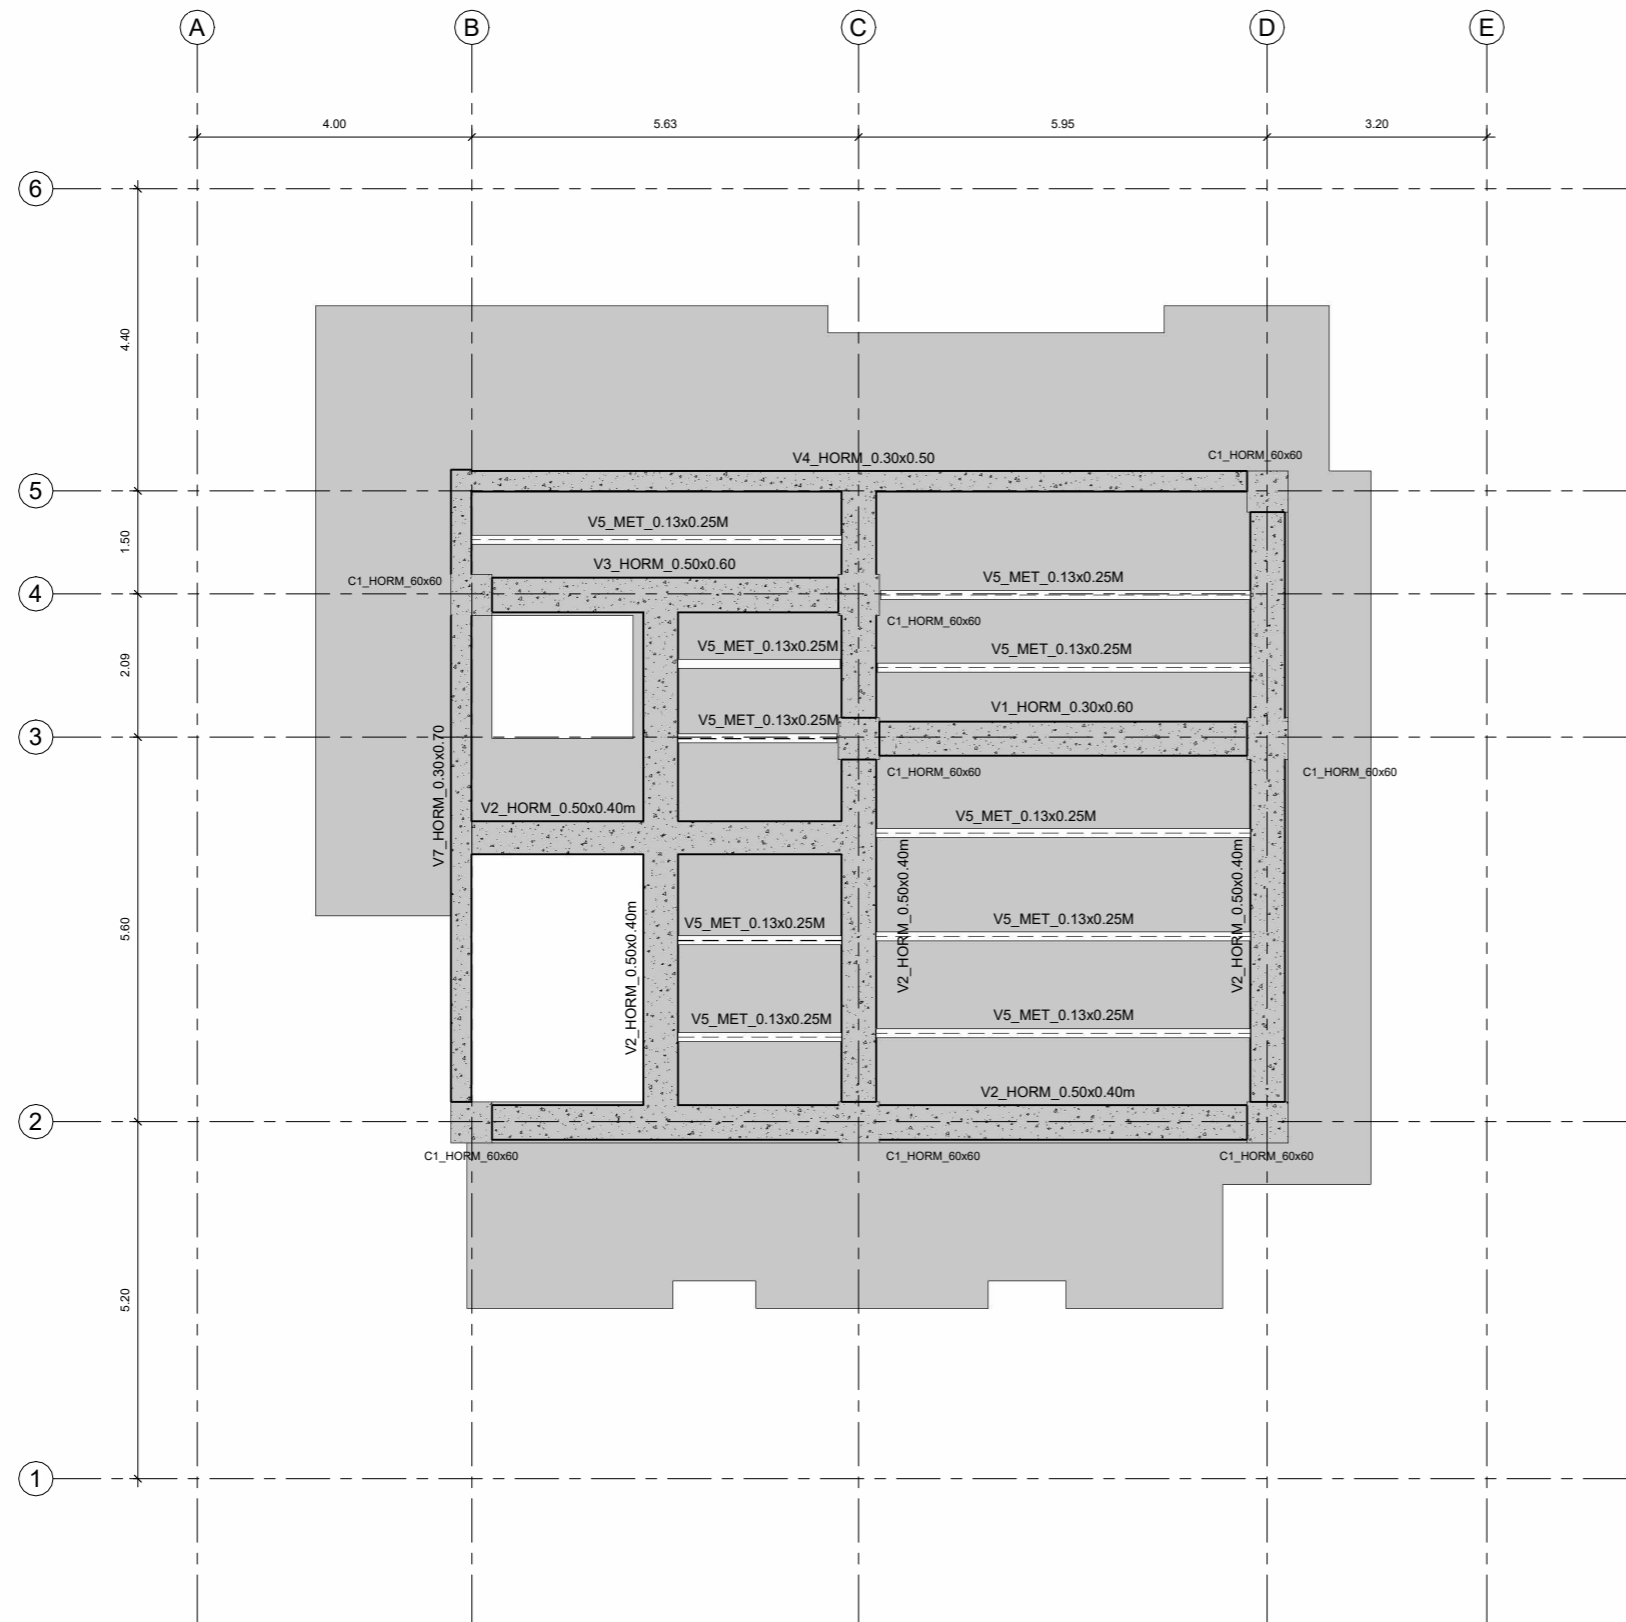 A
B
C
D
E
4.00
5.63
5.95
3.20
6
4.40
V4_HORM_0.30x0.50
C1_HORM_60x60
5
V5_MET_0.13x0.25M
1.50
V3_HORM_0.50x0.60
C1_HORM_60x60
V5_MET_0.13x0.25M
4
C1_HORM_60x60
V5_MET_0.13x0.25M
V5_MET_0.13x0.25M
2.09
V1_HORM_0.30x0.60
V5_MET_0.13x0.25M
3
C1_HORM_60x60
C1_HORM_60x60
V7_HORM_0.30x0.70
V2_HORM_0.50x0.40m
V5_MET_0.13x0.25M
V2_HORM_0.50x0.40m
V2_HORM_0.50x0.40m
5.60
V5_MET_0.13x0.25M
V5_MET_0.13x0.25M
V2_HORM_0.50x0.40m
V5_MET_0.13x0.25M
V5_MET_0.13x0.25M
V2_HORM_0.50x0.40m
2
C1_HORM_60x60
C1_HORM_60x60
C1_HORM_60x60
5.20
1